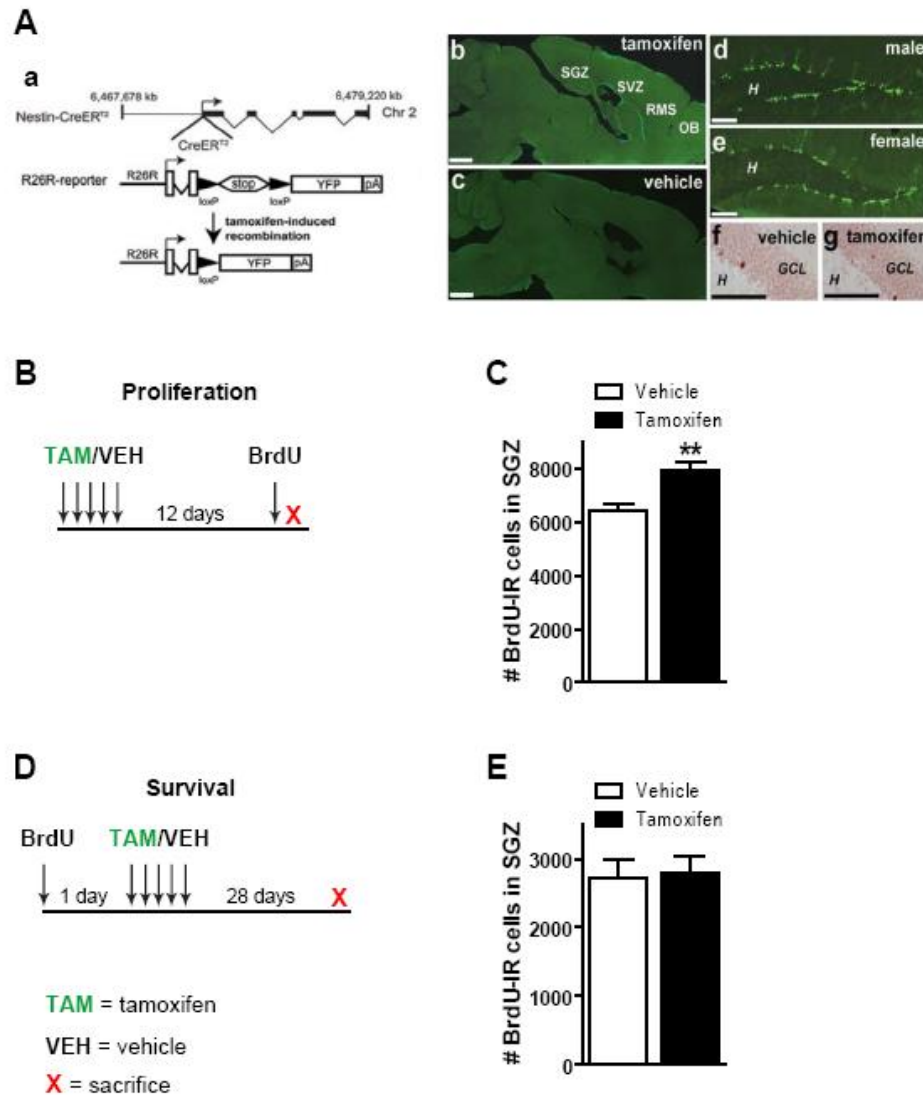 A
a
6,467,678 kb
6,479,220 kb
Nestin-CreER^T2
Chr 2
CreER^T2
R26R-reporter
R26R
stop
YFP
pA
loxP
loxP
tamoxifen-induced
recombination
R26R
YFP
pA
loxP
b
tamoxifen
SGZ
SVZ
RMS
OB
c
vehicle
d
male
H
e
female
H
f
vehicle
GCL
H
g
tamoxifen
GCL
H
B
Proliferation
TAM/VEH
BrdU
12 days
X
C
Vehicle
Tamoxifen
**
# BrdU-IR cells in SGZ
8000
6000
4000
2000
0
D
Survival
BrdU
TAM/VEH
1 day
28 days
X
TAM = tamoxifen
VEH = vehicle
X = sacrifice
E
Vehicle
Tamoxifen
# BrdU-IR cells in SGZ
3000
2000
1000
0